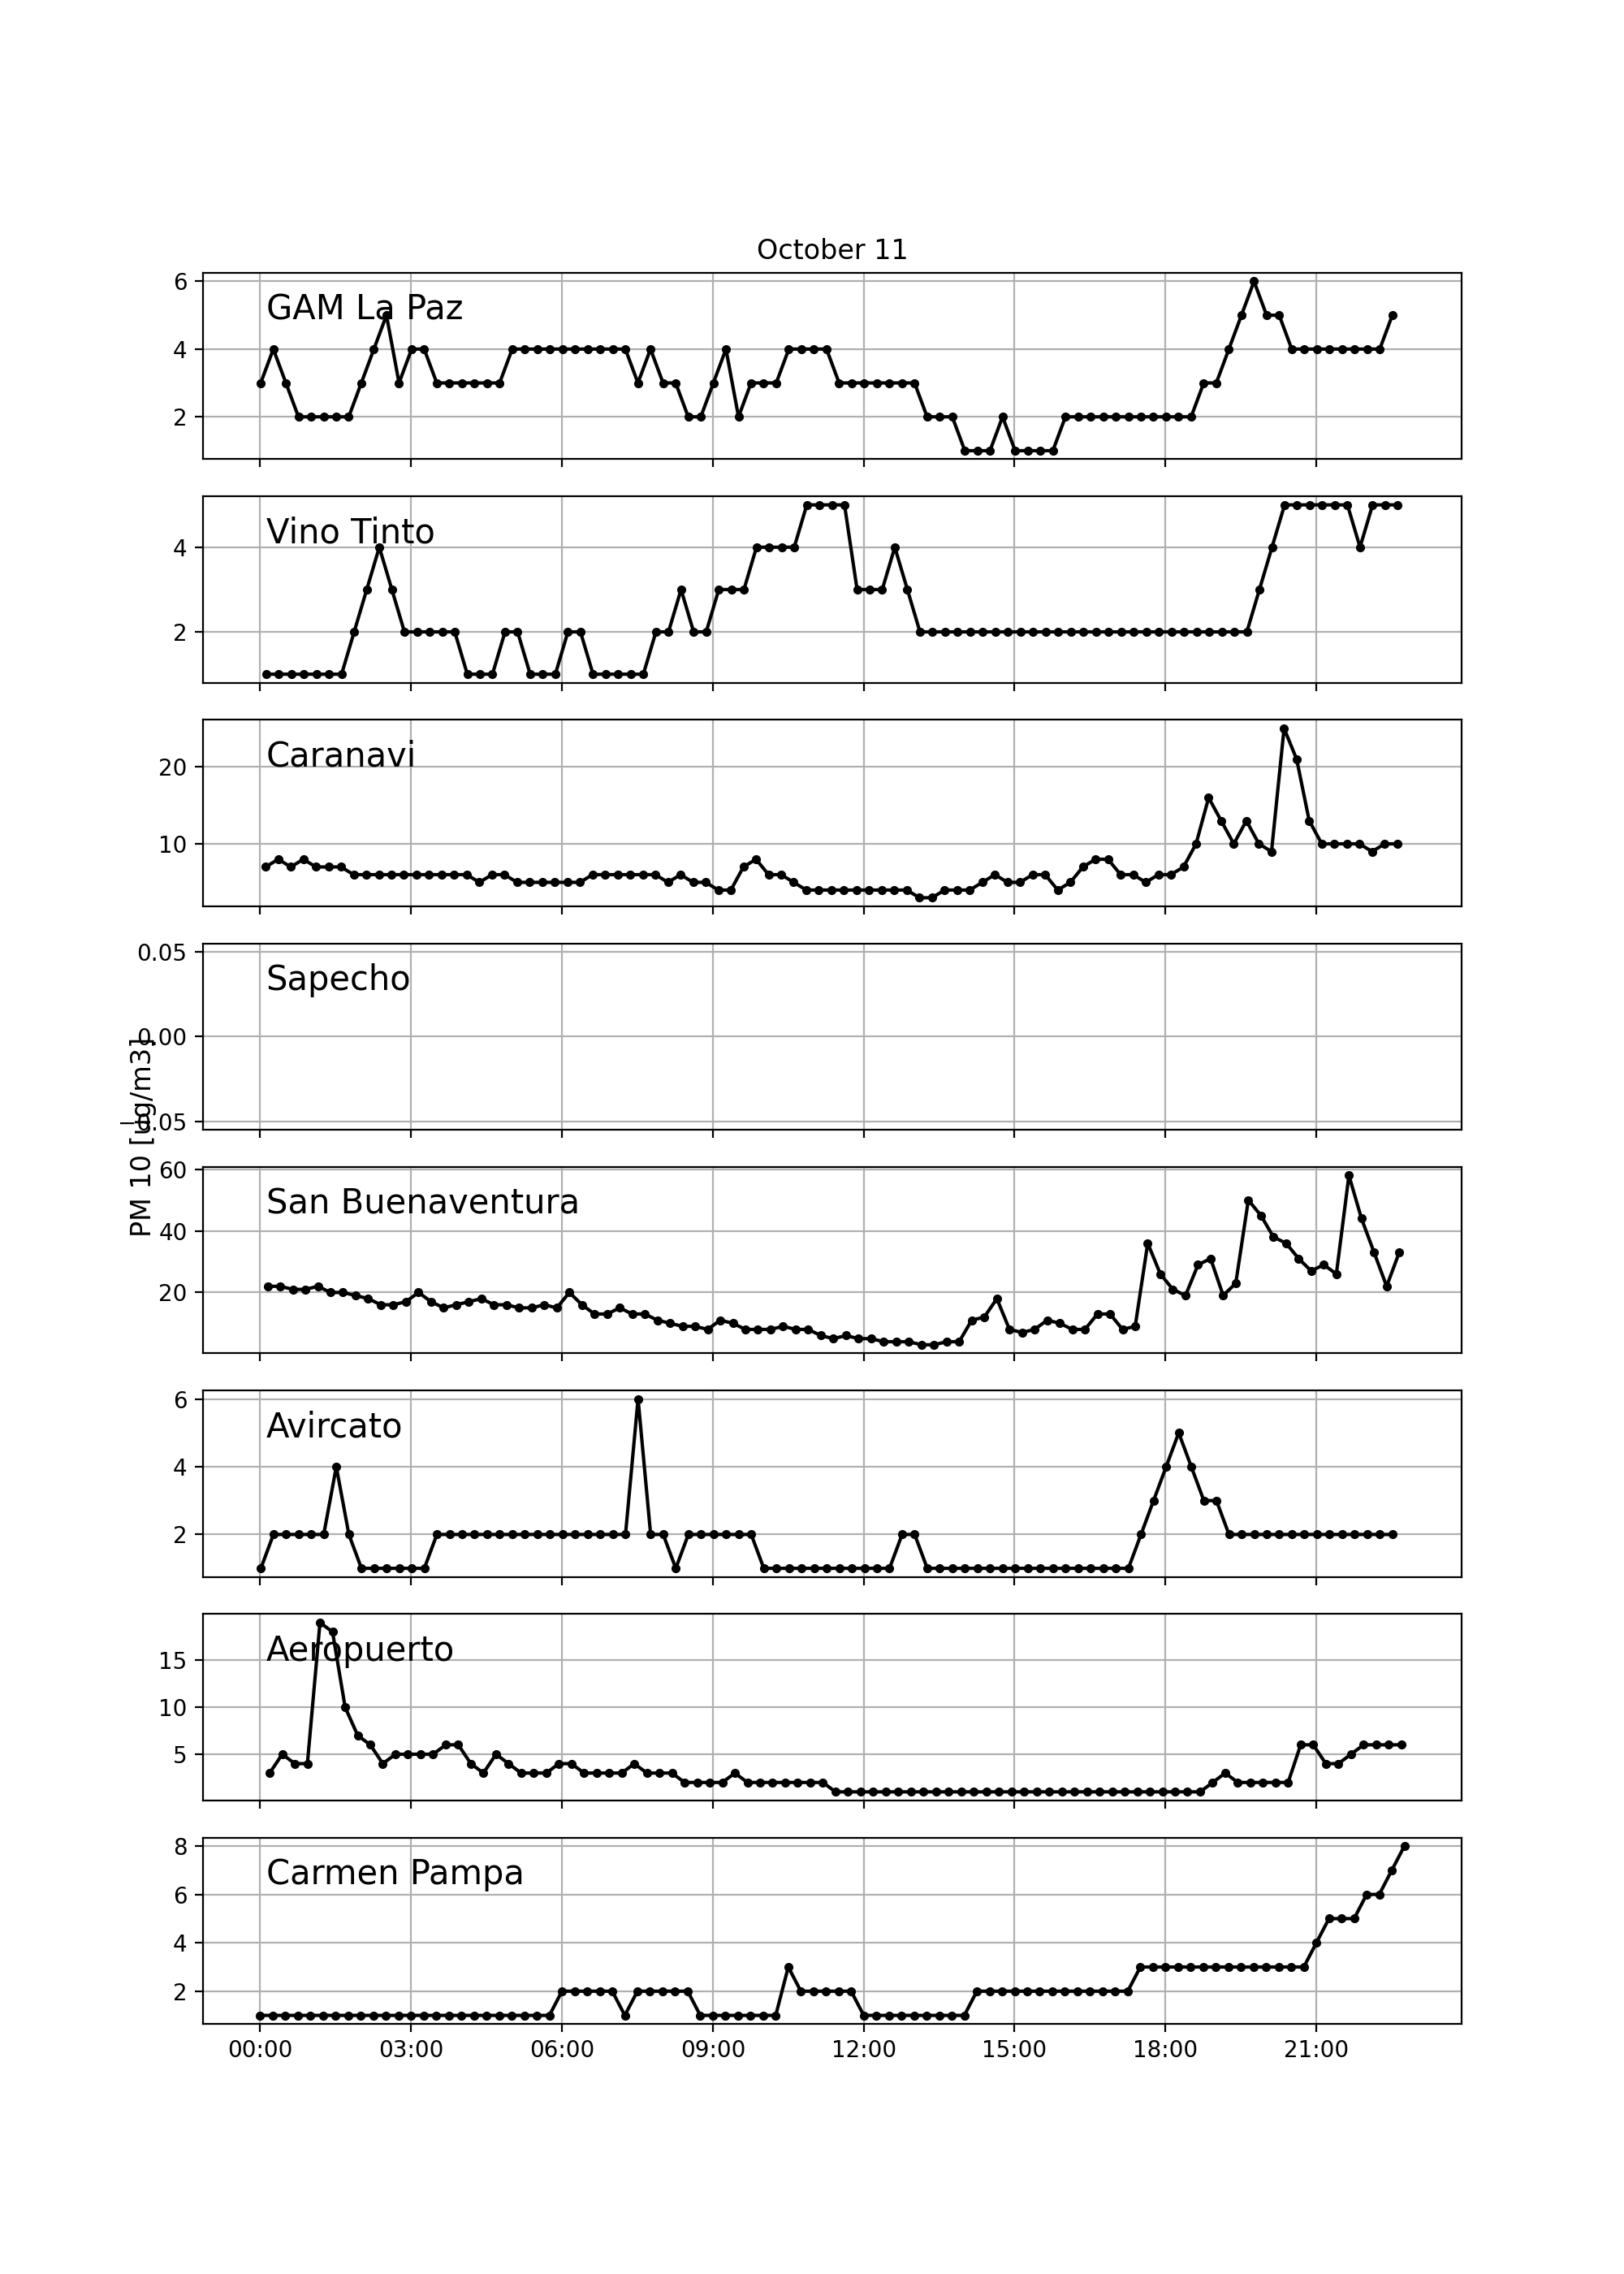 October 11
6
GAM La Paz
4
2
Vino Tinto
4
2
Caranavi
20
10
0.05
Sapecho
0.00
PM 10 [ug/m3]
−0.05
60
San Buenaventura
40
20
6
Avircato
4
2
Aeropuerto
15
10
5
8
Carmen Pampa
6
4
2
00:00 03:00 06:00 09:00 12:00 15:00 18:00 21:00